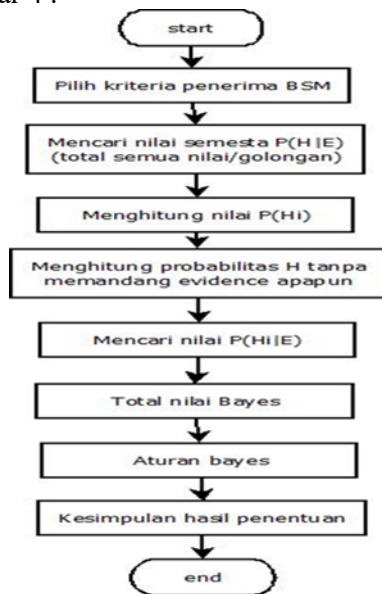 start
Pilih kriteria penerima BSM
Mencari nilai semesta P(H|E)
(total semua nilai/golongan)
Menghitung nilai P(Hi)
Menghitung probabilitas H tanpa
memandang evidence apapun
Mencari nilai P(Hi|E)
Total nilai Bayes
Aturan bayes
Kesimpulan hasil penentuan
end